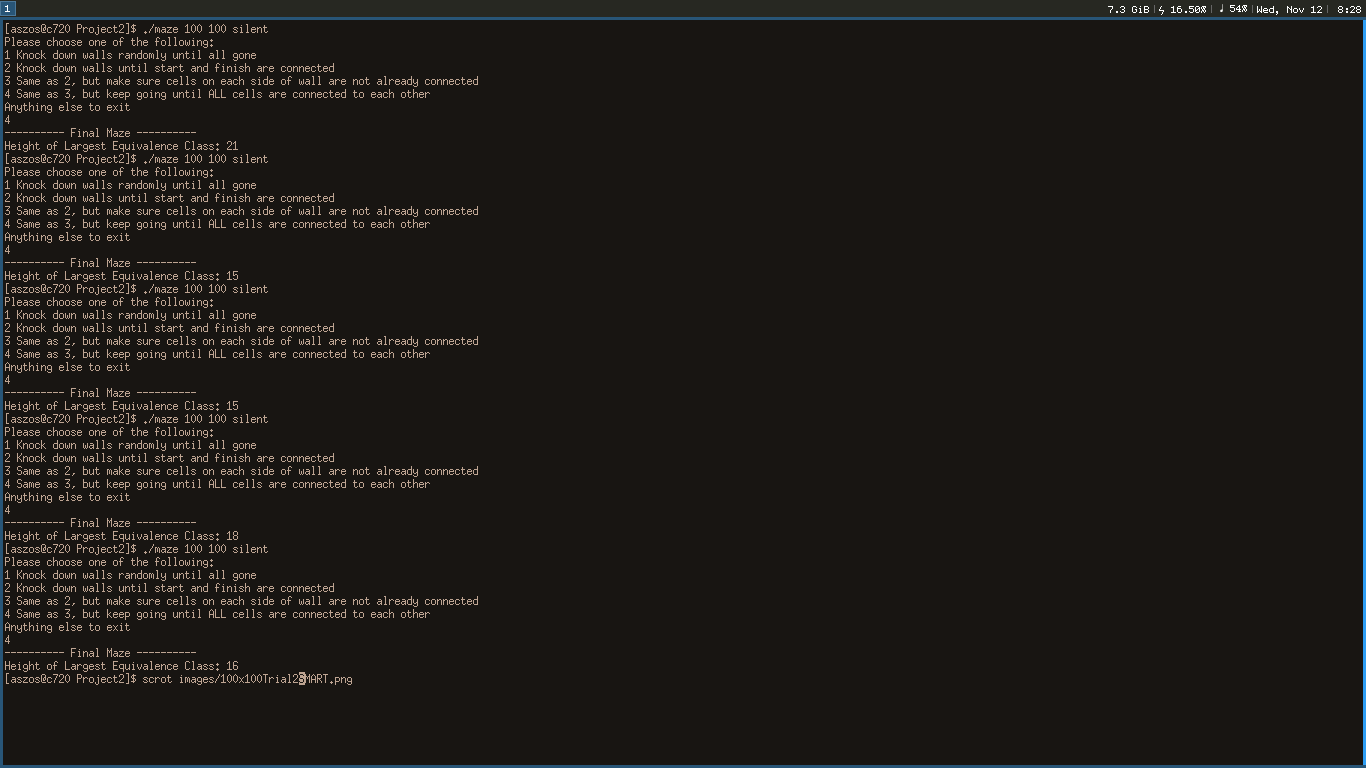 1
7.3 GiB | ϟ 16.50% | ♩ 54% | Wed, Nov 12 | 8:28
[aszos@c720 Project2]$ ./maze 100 100 silent
Please choose one of the following:
1 Knock down walls randomly until all gone
2 Knock down walls until start and finish are connected
3 Same as 2, but make sure cells on each side of wall are not already connected
4 Same as 3, but keep going until ALL cells are connected to each other
Anything else to exit
4
---------- Final Maze ----------
Height of Largest Equivalence Class: 21
[aszos@c720 Project2]$ ./maze 100 100 silent
Please choose one of the following:
1 Knock down walls randomly until all gone
2 Knock down walls until start and finish are connected
3 Same as 2, but make sure cells on each side of wall are not already connected
4 Same as 3, but keep going until ALL cells are connected to each other
Anything else to exit
4
---------- Final Maze ----------
Height of Largest Equivalence Class: 15
[aszos@c720 Project2]$ ./maze 100 100 silent
Please choose one of the following:
1 Knock down walls randomly until all gone
2 Knock down walls until start and finish are connected
3 Same as 2, but make sure cells on each side of wall are not already connected
4 Same as 3, but keep going until ALL cells are connected to each other
Anything else to exit
4
---------- Final Maze ----------
Height of Largest Equivalence Class: 15
[aszos@c720 Project2]$ ./maze 100 100 silent
Please choose one of the following:
1 Knock down walls randomly until all gone
2 Knock down walls until start and finish are connected
3 Same as 2, but make sure cells on each side of wall are not already connected
4 Same as 3, but keep going until ALL cells are connected to each other
Anything else to exit
4
---------- Final Maze ----------
Height of Largest Equivalence Class: 18
[aszos@c720 Project2]$ ./maze 100 100 silent
Please choose one of the following:
1 Knock down walls randomly until all gone
2 Knock down walls until start and finish are connected
3 Same as 2, but make sure cells on each side of wall are not already connected
4 Same as 3, but keep going until ALL cells are connected to each other
Anything else to exit
4
---------- Final Maze ----------
Height of Largest Equivalence Class: 16
[aszos@c720 Project2]$ scrot images/100x100Trial2SMART.png